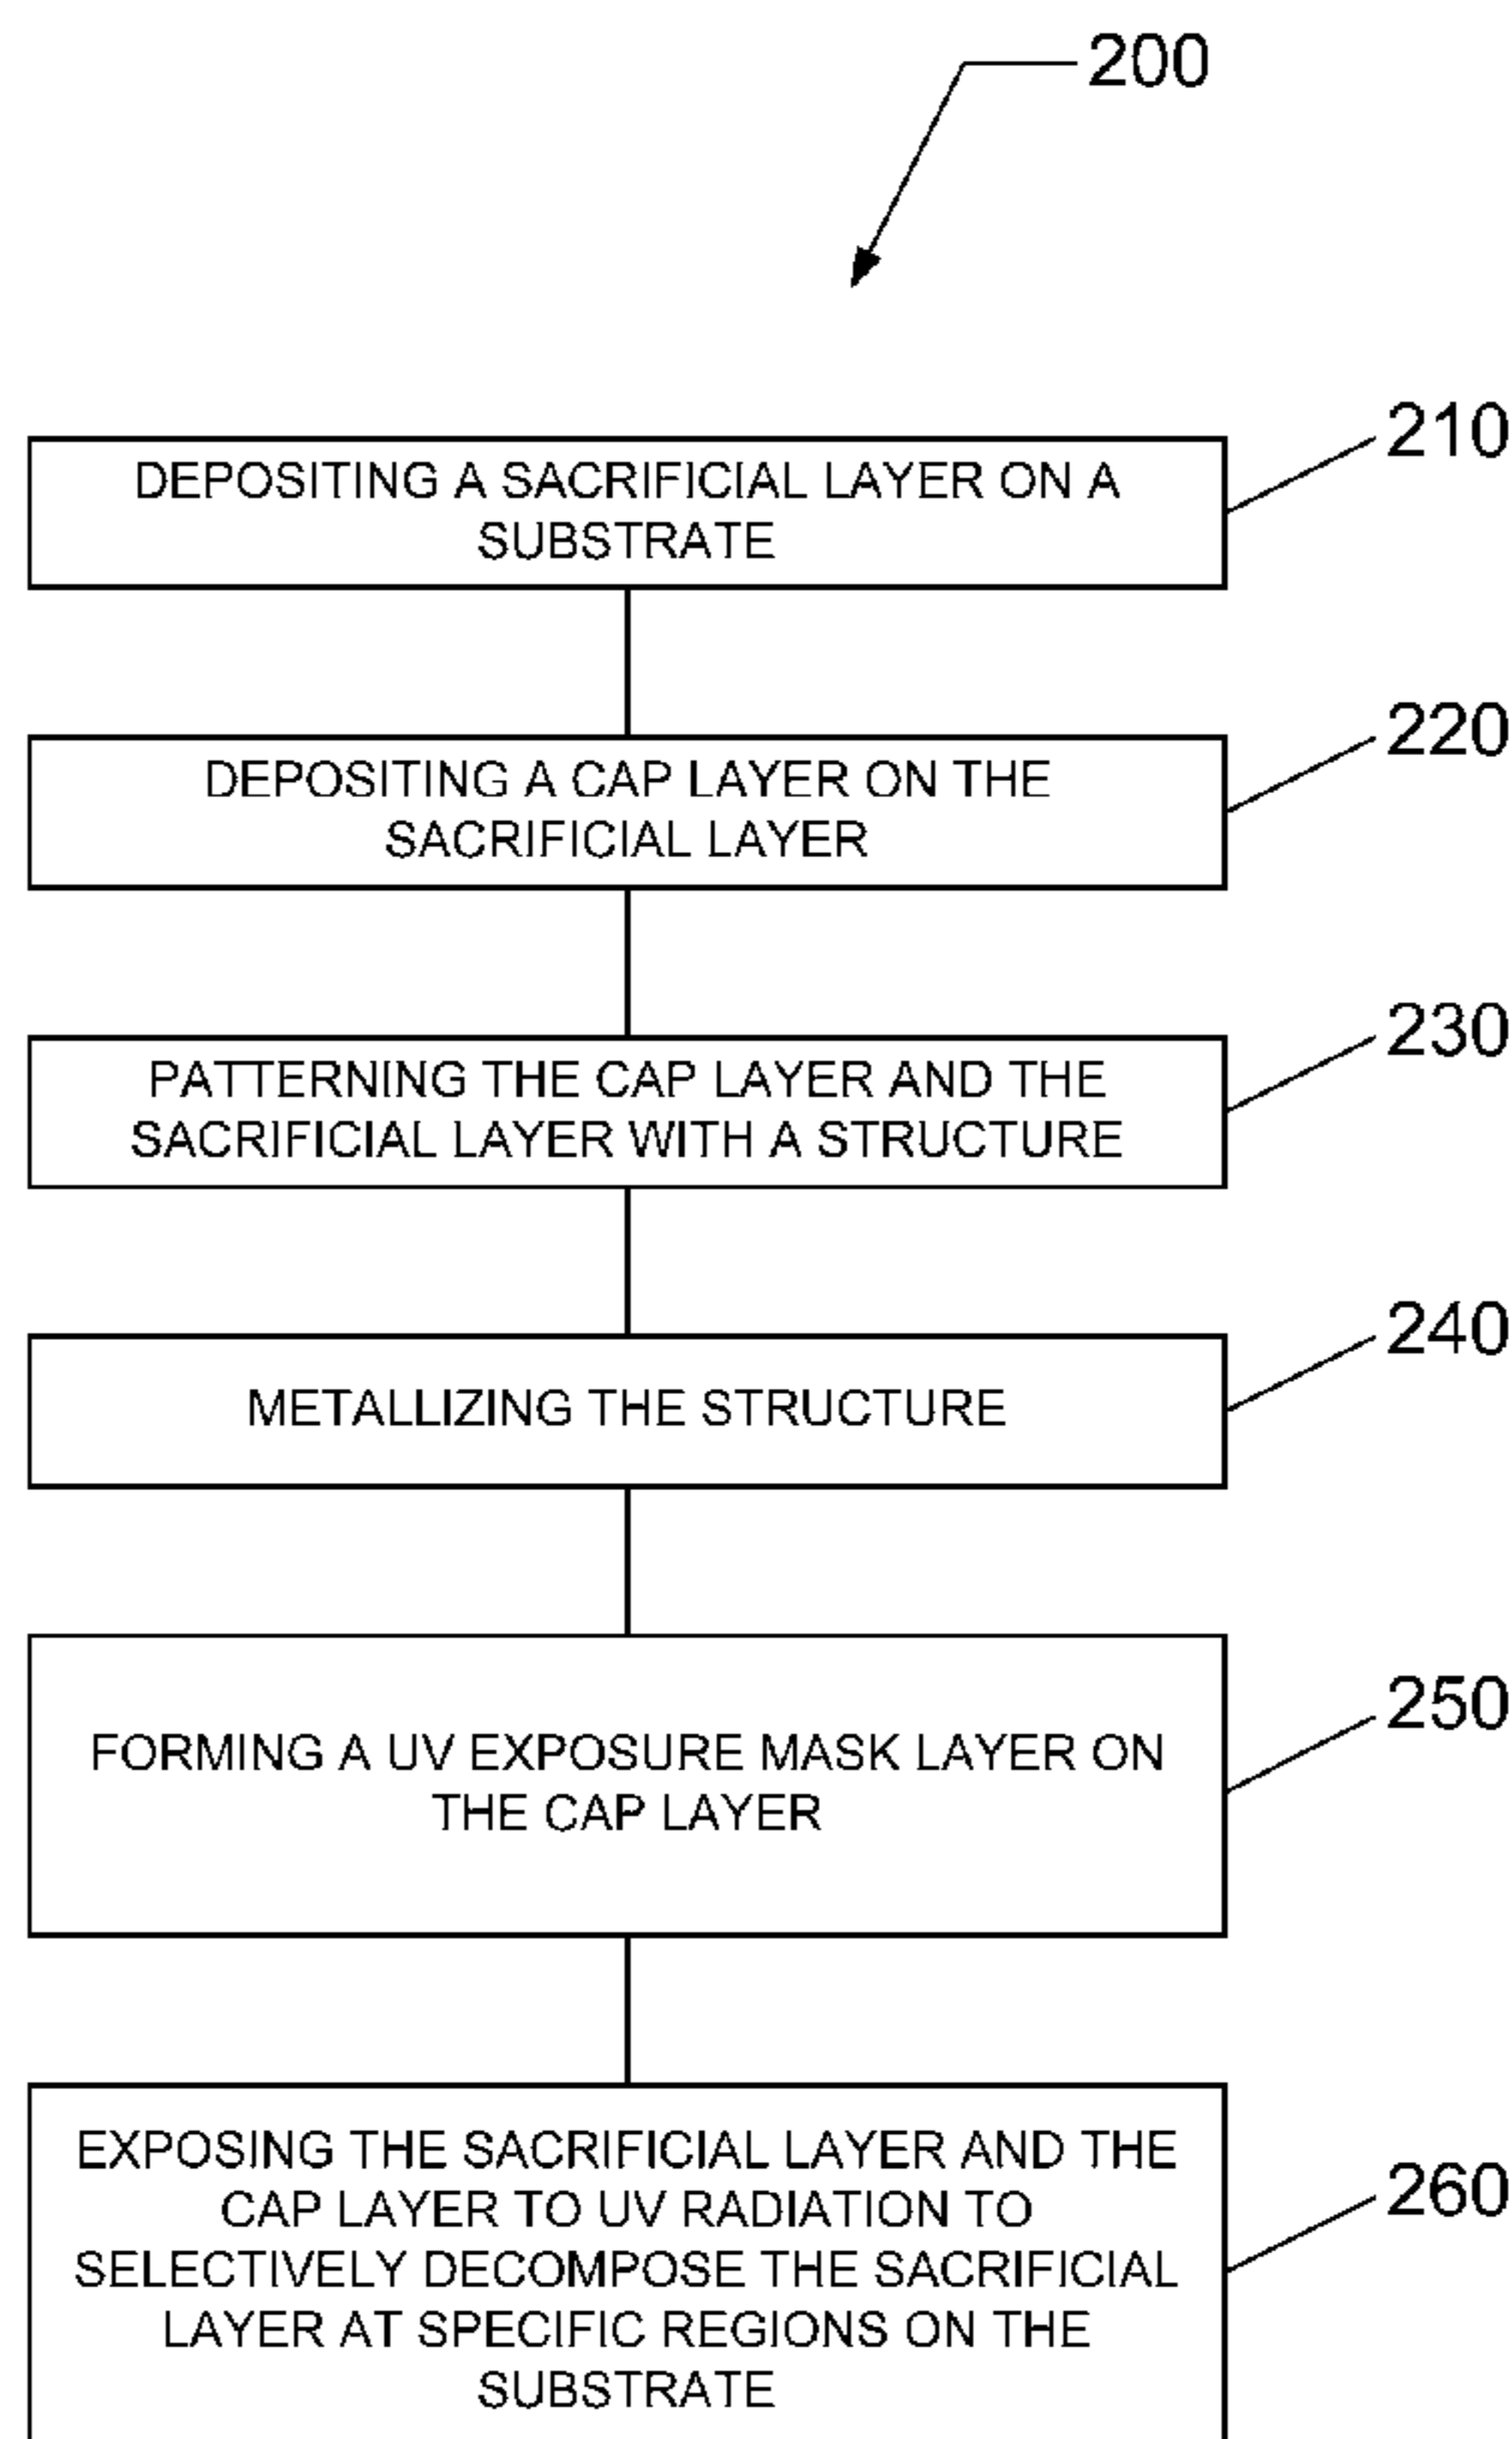 200
210
DEPOSITING A SACRIFICIAL LAYER ON A
SUBSTRATE
220
DEPOSITING A CAP LAYER ON THE
SACRIFICIAL LAYER
230
PATTERNING THE CAP LAYER AND THE
SACRIFICIAL LAYER WITH A STRUCTURE
240
METALLIZING THE STRUCTURE
250
FORMING A UV EXPOSURE MASK LAYER ON
THE CAP LAYER
260
EXPOSING THE SACRIFICIAL LAYER AND THE
CAP LAYER TO UV RADIATION TO
SELECTIVELY DECOMPOSE THE SACRIFICIAL
LAYER AT SPECIFIC REGIONS ON THE
SUBSTRATE